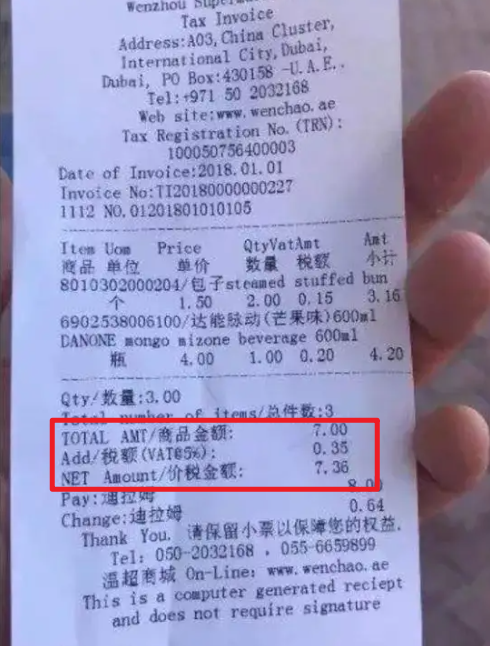 Wenzhou Superma
Tax Invoice
Address:A03,China Cluster,
International City,Dubai,
Dubai, PO Box:430158 -U.A.E..
Tel:+971 50 2032168
Web site:www.wenchao.ae
Tax Registration No.(TRN):
100050756400003
Date of Invoice:2018.01.01
Invoice No:TI20180000000227
1112 NO.01201801010105
Item Uom Price QtyVatAmt Amt
商品 单位 单价 数量 税额 小计
8010302000204/包子steamed stuffed bun
个 1.50 2.00 0.15 3.16
6902538006100/达能脉动(芒果味)600ml
DANONE mongo mizone beverage 600ml
瓶 4.00 1.00 0.20 4.20
Qty/数量:3.00
Total number of items/总件数:3
TOTAL AMT/商品金额: 7.00
Add/税额(VAT@5%): 0.35
NET Amount/价税金额: 7.36
Pay:迪拉姆 8.00
Change:迪拉姆 0.64
Thank You. 请保留小票以保障您的权益.
Tel: 050-2032168 , 055-6659899
温超商城 On-Line: www.wenchao.ae
This is a computer generated reciept
and does not require signature